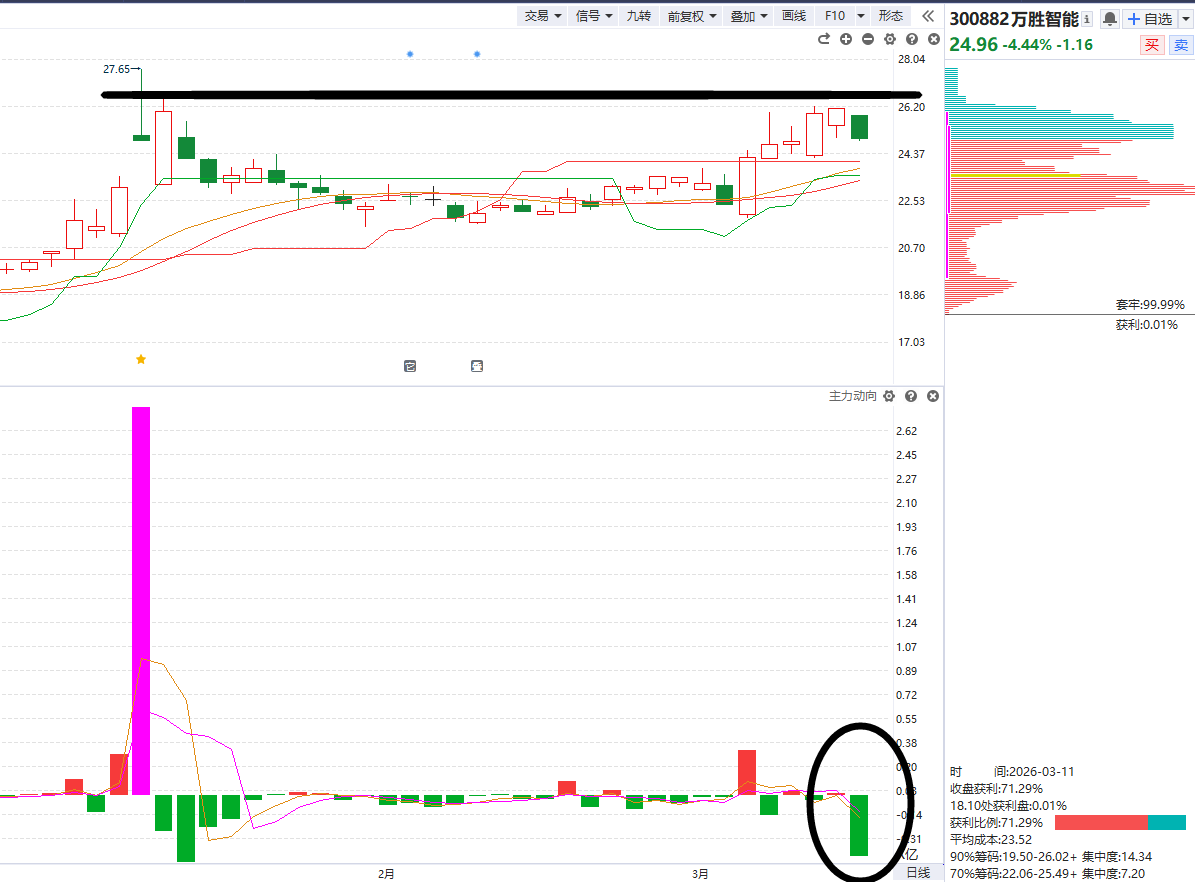 交易 信号 九转 前复权 叠加 画线 F10 形态
300882 万胜智能 i + 自选
24.96 -4.44% -1.16 买 卖
27.65→
28.04
26.20
24.37
22.53
20.70
18.86
17.03
套牢:99.99%
获利:0.01%
主力动向
2.62
2.45
2.27
2.10
1.93
1.76
1.58
1.41
1.24
1.07
0.89
0.72
0.55
0.38
2月
3月
日线
时 间:2026-03-11
收盘获利:71.29%
18.10处获利盘:0.01%
获利比例:71.29%
平均成本:23.52
90%筹码:19.50-26.02+ 集中度:14.34
70%筹码:22.06-25.49+ 集中度:7.20